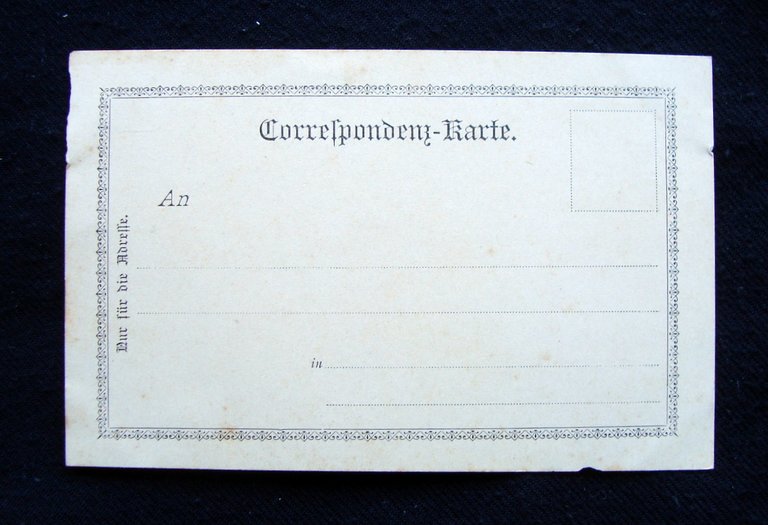 Correſpondenz-Karte.
An
Nur für die Adreſſe.
in